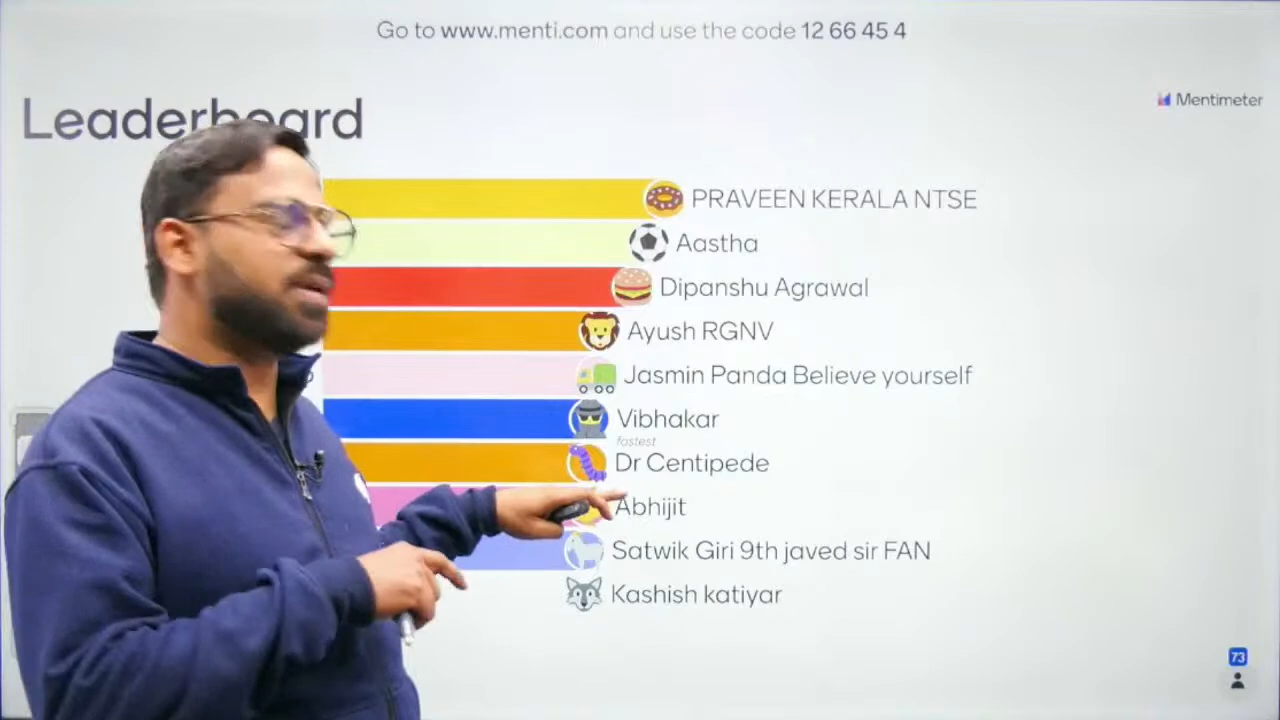 Go to www.menti.com and use the code 12 66 45 4
Mentimeter
Leaderboard
PRAVEEN KERALA NTSE
Aastha
Dipanshu Agrawal
Ayush RGNV
Jasmin Panda Believe yourself
Vibhakar
fastest
Dr Centipede
Abhijit
Satwik Giri 9th javed sir FAN
Kashish katiyar
73